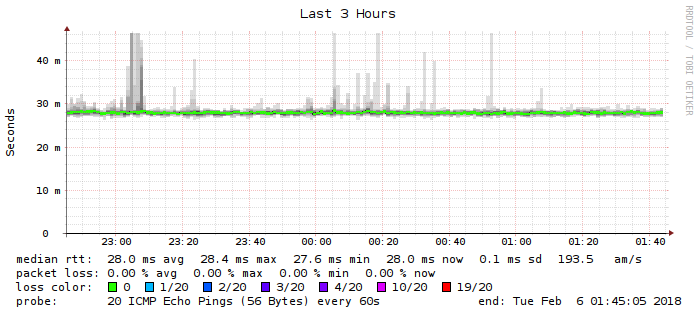 Last 3 Hours
RRDTOOL / TOBI OETIKER
Seconds
40 m
30 m
20 m
10 m
0
23:00 23:20 23:40 00:00 00:20 00:40 01:00 01:20 01:40
median rtt: 28.0 ms avg 28.4 ms max 27.6 ms min 28.0 ms now 0.1 ms sd 193.5 am/s
packet loss: 0.00 % avg 0.00 % max 0.00 % min 0.00 % now
loss color: 0 1/20 2/20 3/20 4/20 10/20 19/20
probe: 20 ICMP Echo Pings (56 Bytes) every 60s end: Tue Feb 6 01:45:05 2018